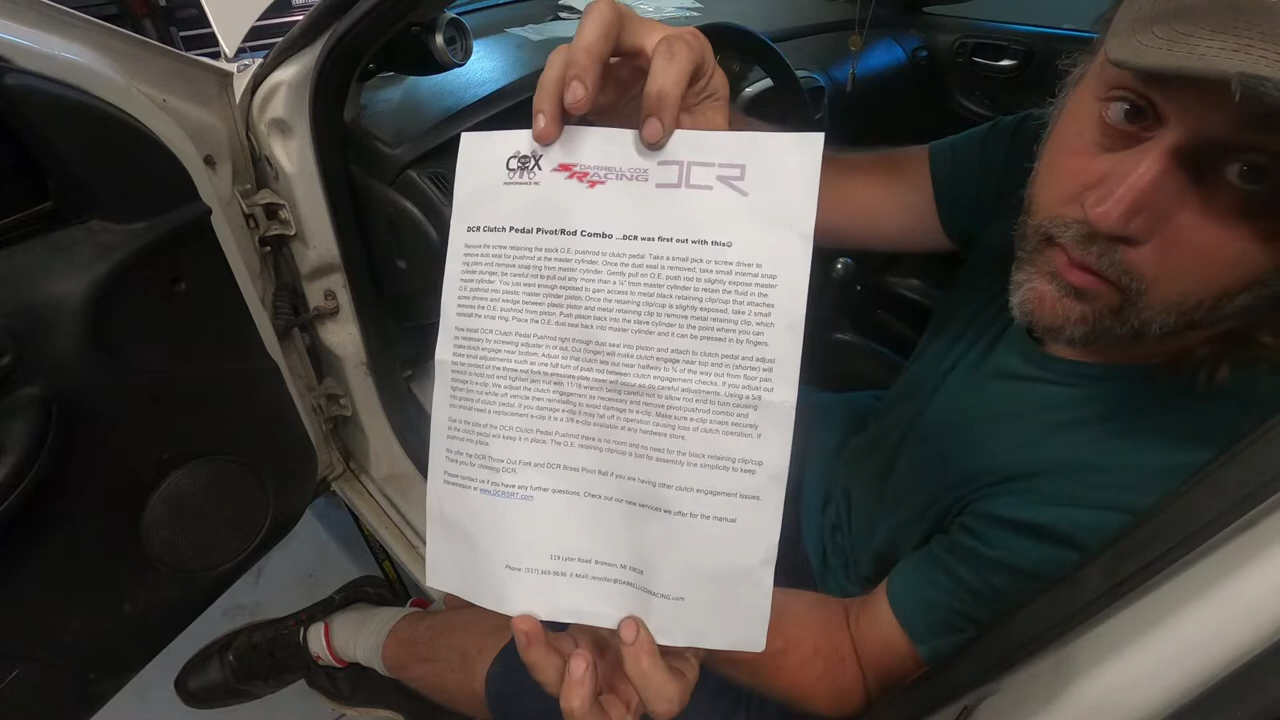 CRAFTSMAN
DCR
COX
PERFORMANCE INC
DARRELL COX
SRT RACING
DCR
DCR Clutch Pedal Pivot/Rod Combo ...DCR was first out with this☺
Remove the screw retaining the stock O.E. pushrod to clutch pedal. Take a small pick or screw driver to
remove dust seal for pushrod at the master cylinder. Once the dust seal is removed, take small internal snap
ring pliers and remove snap ring from master cylinder. Gently pull on O.E. push rod to slightly expose master
cylinder plunger, be careful not to pull out any more than a ¼" from master cylinder to retain the fluid in the
master cylinder. You just want enough exposed to gain access to metal black retaining clip/cup that attaches
O.E. pushrod into plastic master cylinder piston. Once the retaining clip/cup is slightly exposed, take 2 small
screw drivers and wedge between plastic piston and metal retaining clip to remove metal retaining clip, which
removes the O.E. pushrod from piston. Push piston back into the slave cylinder to the point where you can
reinstall the snap ring. Place the O.E. dust seal back into master cylinder and it can be pressed in by fingers.
Now install DCR Clutch Pedal Pushrod right through dust seal into piston and attach to clutch pedal and adjust
as necessary by screwing adjuster in or out. Out (longer) will make clutch engage near top and in (shorter) will
make clutch engage near bottom. Adjust so that clutch lets out near halfway to ¾ of the way out from floor pan.
Make small adjustments such as one full turn of push rod between clutch engagement checks. If you adjust out
too far contact of the throw out fork to pressure plate cover will occur so do careful adjustments. Using a 5/8
wrench to hold rod end tighten jam nut with 11/16 wrench being careful not to allow rod end to turn causing
damage to e-clip. We adjust the clutch engagement as necessary and remove pivot/pushrod combo and
tighten jam nut while off vehicle then reinstalling to avoid damage to e-clip. Make sure e-clip snaps securely
into groove of clutch pedal. If you damage e-clip it may fall off in operation causing loss of clutch operation. If
you should need a replacement e-clip it is a 3/8 e-clip available at any hardware store.
Due to the size of the DCR Clutch Pedal Pushrod there is no room and no need for the black retaining clip/cup
so the clutch pedal will keep it in place. The O.E. retaining clip/cup is just for assembly line simplicity to keep
pushrod into place.
We offer the DCR Throw Out Fork and DCR Brass Pivot Ball if you are having other clutch engagement issues.
Thank you for choosing DCR.
Please contact us if you have any further questions. Check out our new services we offer for the manual
transmission at www.DCRSRT.com.
119 Lyter Road Bronson, MI 49028
Phone: (517) 369-9636 E-Mail: Jennifer@DARRELLCOXRACING.com